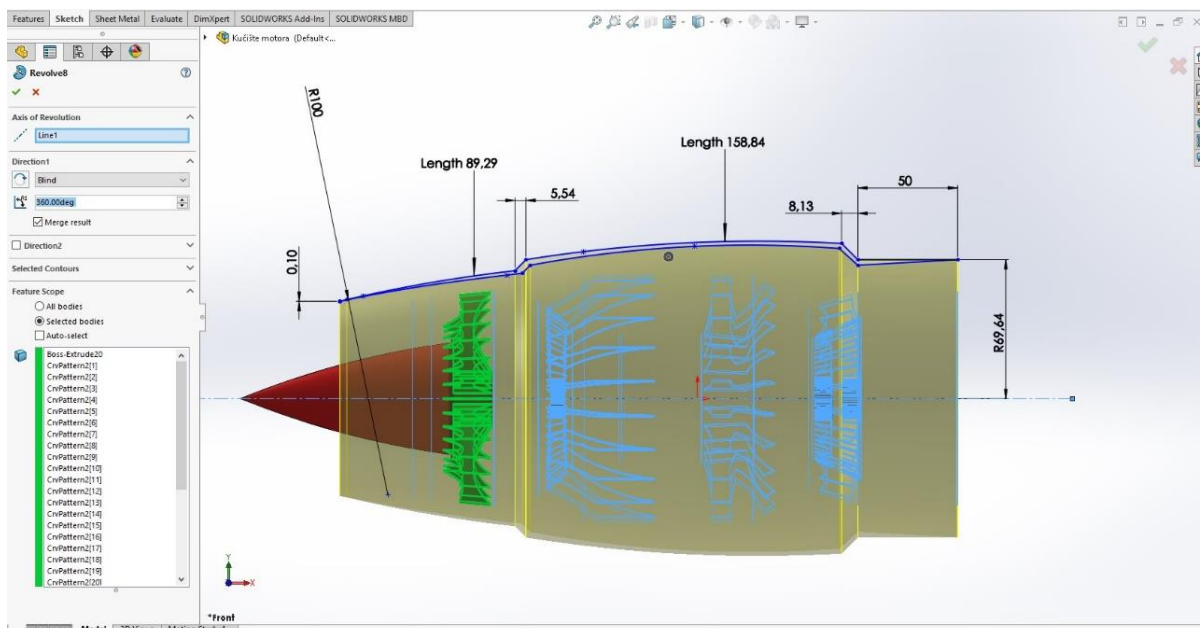 Features Sketch Sheet Metal Evaluate DimXpert SOLIDWORKS Add-Ins SOLIDWORKS MBD
Kućište motora (Default<...
Revolve8
Axis of Revolution
Line1
Direction1
Blind
360.00deg
Merge result
Direction2
Selected Contours
Feature Scope
All bodies
Selected bodies
Auto-select
Boss-Extrude20
CrvPattern2[1]
CrvPattern2[2]
CrvPattern2[3]
CrvPattern2[4]
CrvPattern2[5]
CrvPattern2[6]
CrvPattern2[7]
CrvPattern2[8]
CrvPattern2[9]
CrvPattern2[10]
CrvPattern2[11]
CrvPattern2[12]
CrvPattern2[13]
CrvPattern2[14]
CrvPattern2[15]
CrvPattern2[16]
CrvPattern2[17]
CrvPattern2[18]
CrvPattern2[19]
CrvPattern2[20]
R100
Length 89,29
5,54
Length 158,84
8,13
50
0,10
R69,64
Y
X
*Front